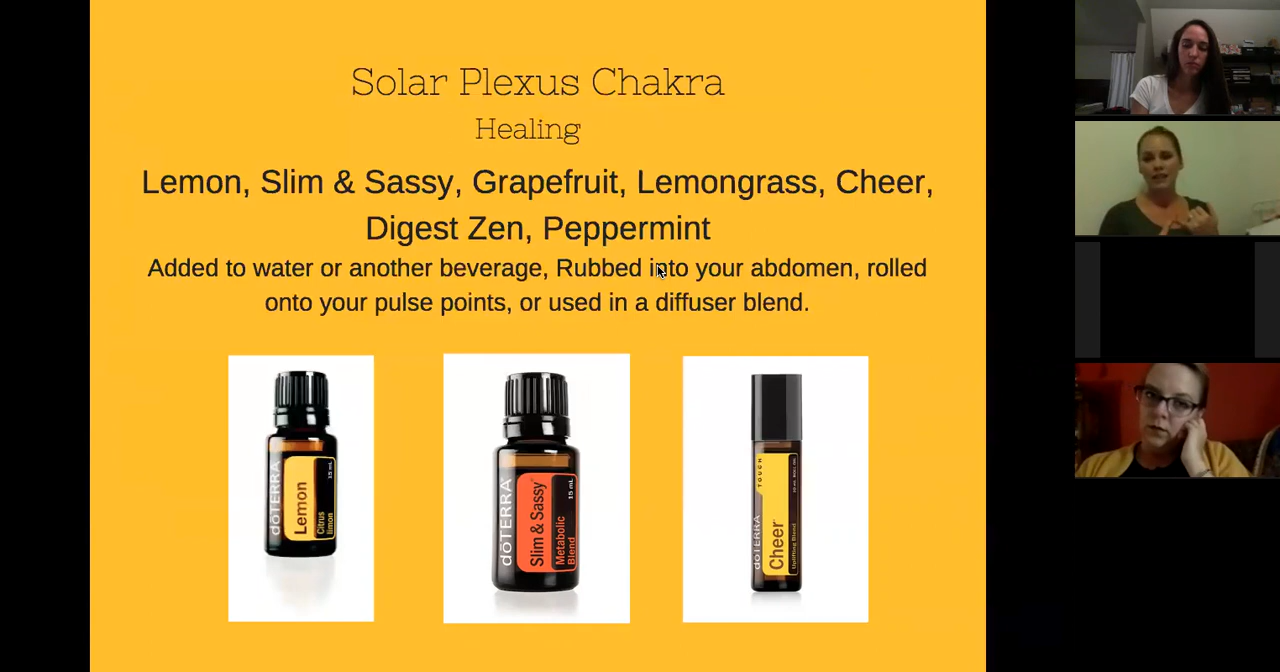 Solar Plexus Chakra
Healing
Lemon, Slim & Sassy, Grapefruit, Lemongrass, Cheer,
Digest Zen, Peppermint
Added to water or another beverage, Rubbed into your abdomen, rolled
onto your pulse points, or used in a diffuser blend.
dōTERRA
Lemon
Citrus
limon
15 mL
dōTERRA
Slim & Sassy
Metabolic
Blend
15 mL
dōTERRA
TOUCH
Cheer
Uplifting Blend